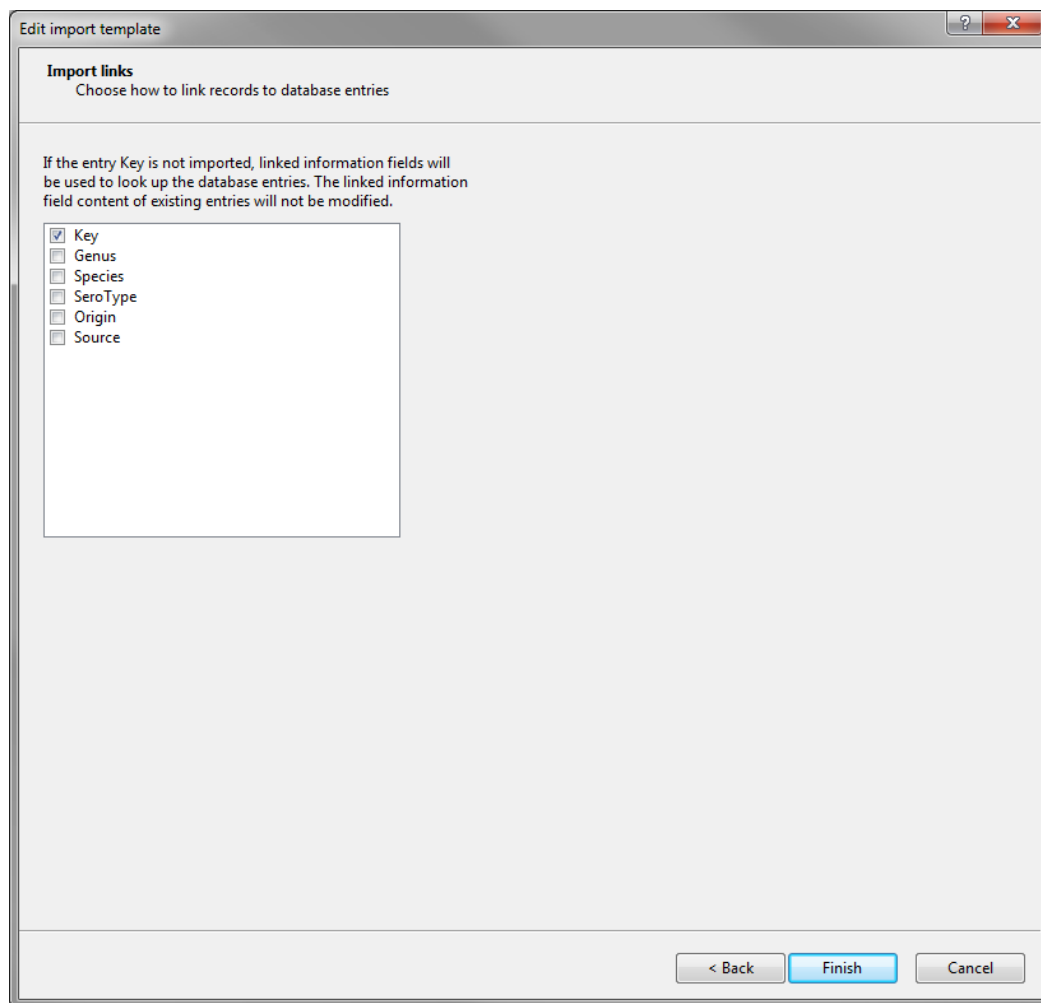 Edit import template
?
Import links
Choose how to link records to database entries
If the entry Key is not imported, linked information fields will
be used to look up the database entries. The linked information
field content of existing entries will not be modified.
Key
Genus
Species
SeroType
Origin
Source
< Back
Finish
Cancel